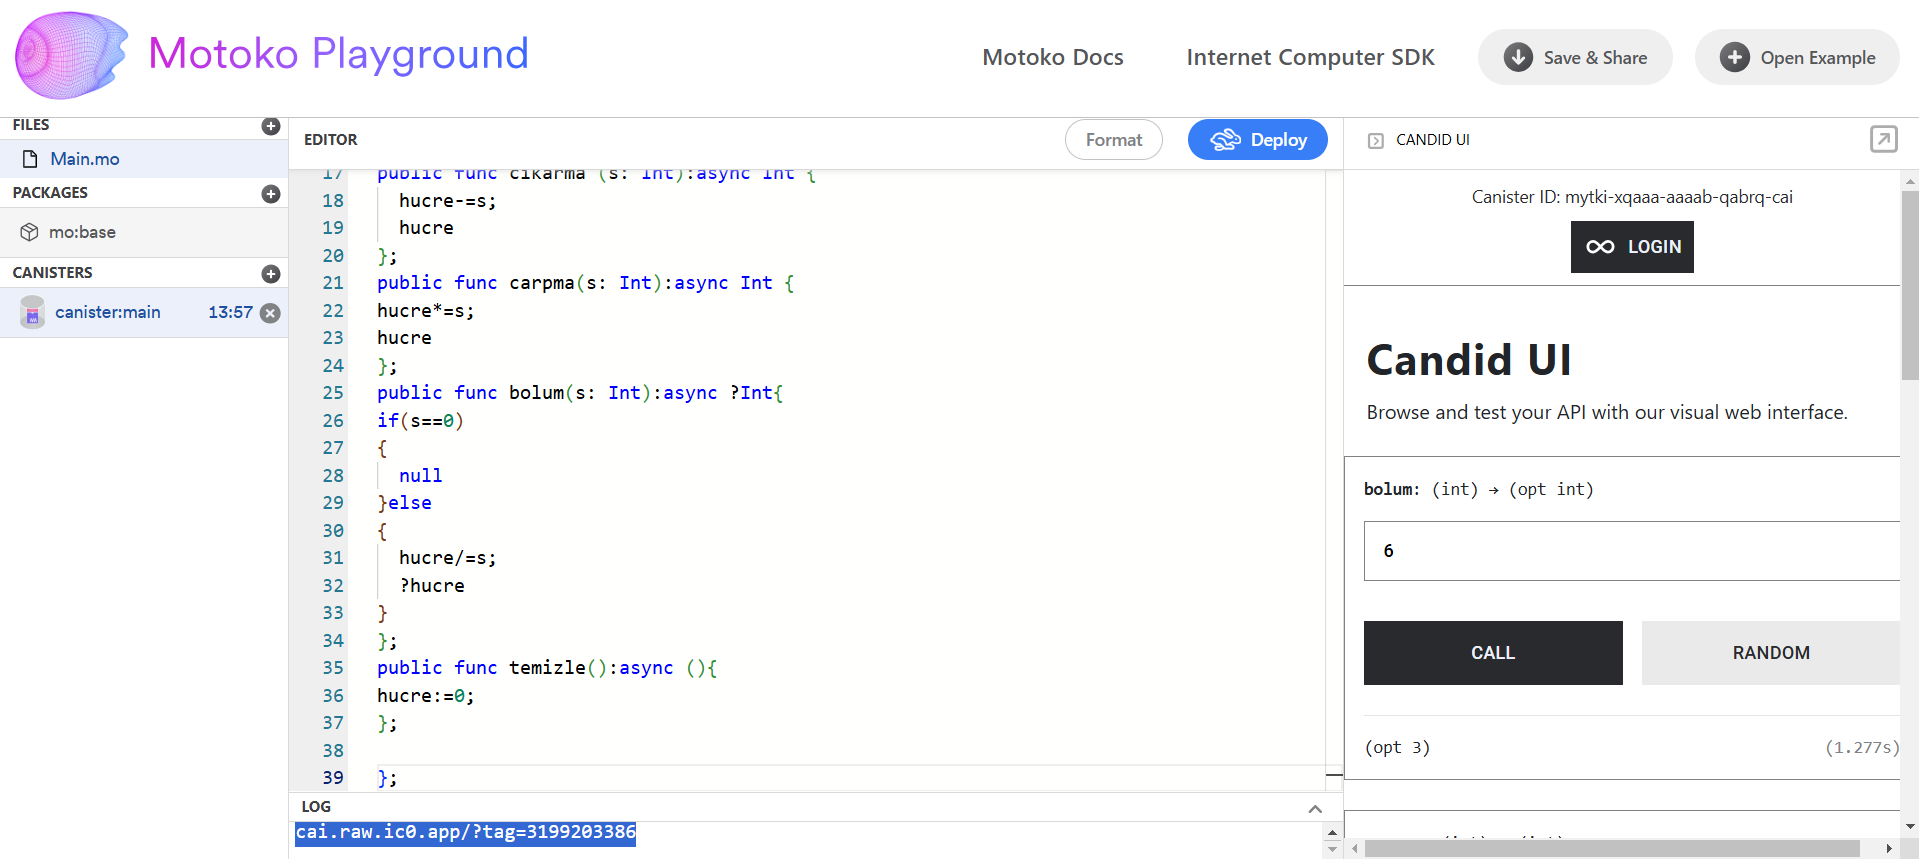 Motoko Playground
Motoko Docs
Internet Computer SDK
Save & Share
Open Example
FILES
Main.mo
PACKAGES
mo:base
CANISTERS
canister:main 13:57
EDITOR
Format
Deploy
17 public func cikarma (s: Int):async Int {
18 hucre-=s;
19 hucre
20 };
21 public func carpma(s: Int):async Int {
22 hucre*=s;
23 hucre
24 };
25 public func bolum(s: Int):async ?Int{
26 if(s==0)
27 {
28 null
29 }else
30 {
31 hucre/=s;
32 ?hucre
33 }
34 };
35 public func temizle():async (){
36 hucre:=0;
37 };
38
39 };
LOG
cai.raw.ic0.app/?tag=3199203386
CANDID UI
Canister ID: mytki-xqaaa-aaaab-qabrq-cai
LOGIN
Candid UI
Browse and test your API with our visual web interface.
bolum: (int) → (opt int)
6
CALL
RANDOM
(opt 3)
(1.277s)